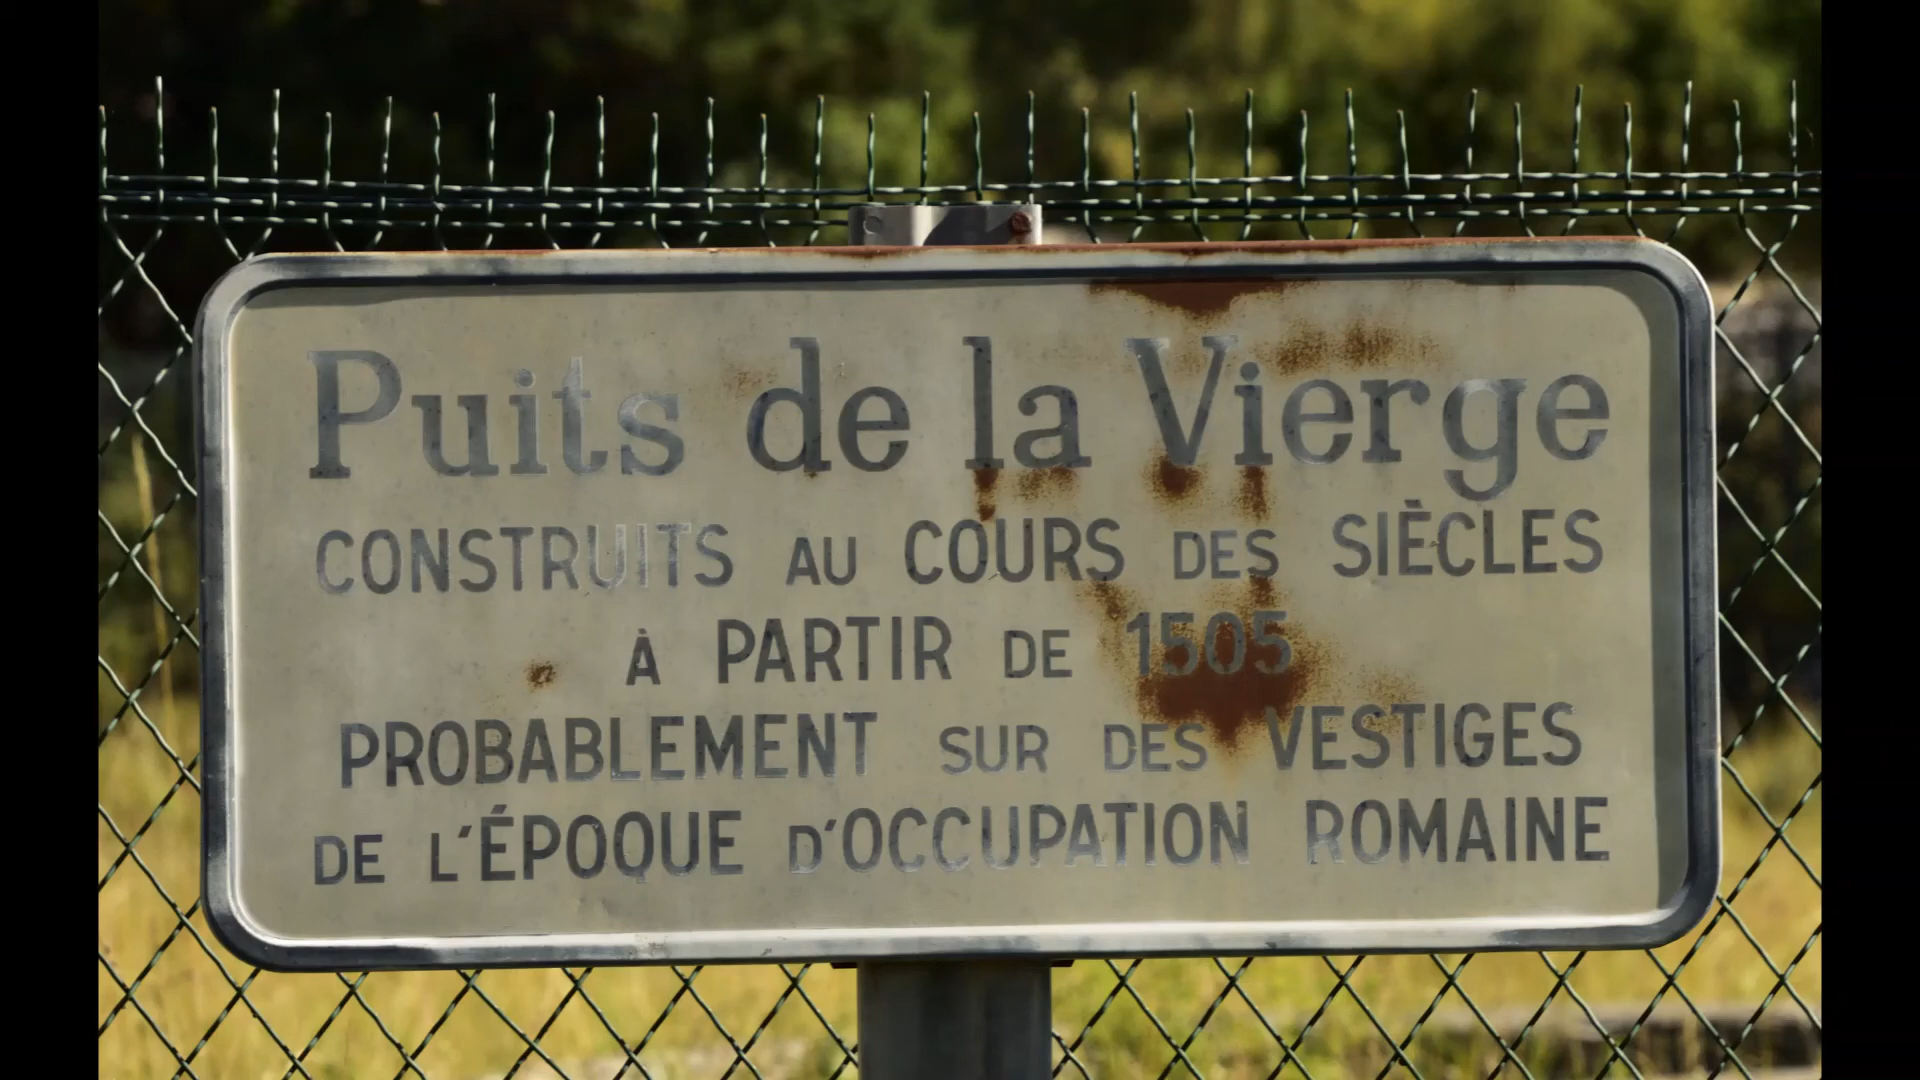 Puits de la Vierge
CONSTRUITS AU COURS DES SIÈCLES
À PARTIR DE 1505
PROBABLEMENT SUR DES VESTIGES
DE L'ÉPOQUE D'OCCUPATION ROMAINE